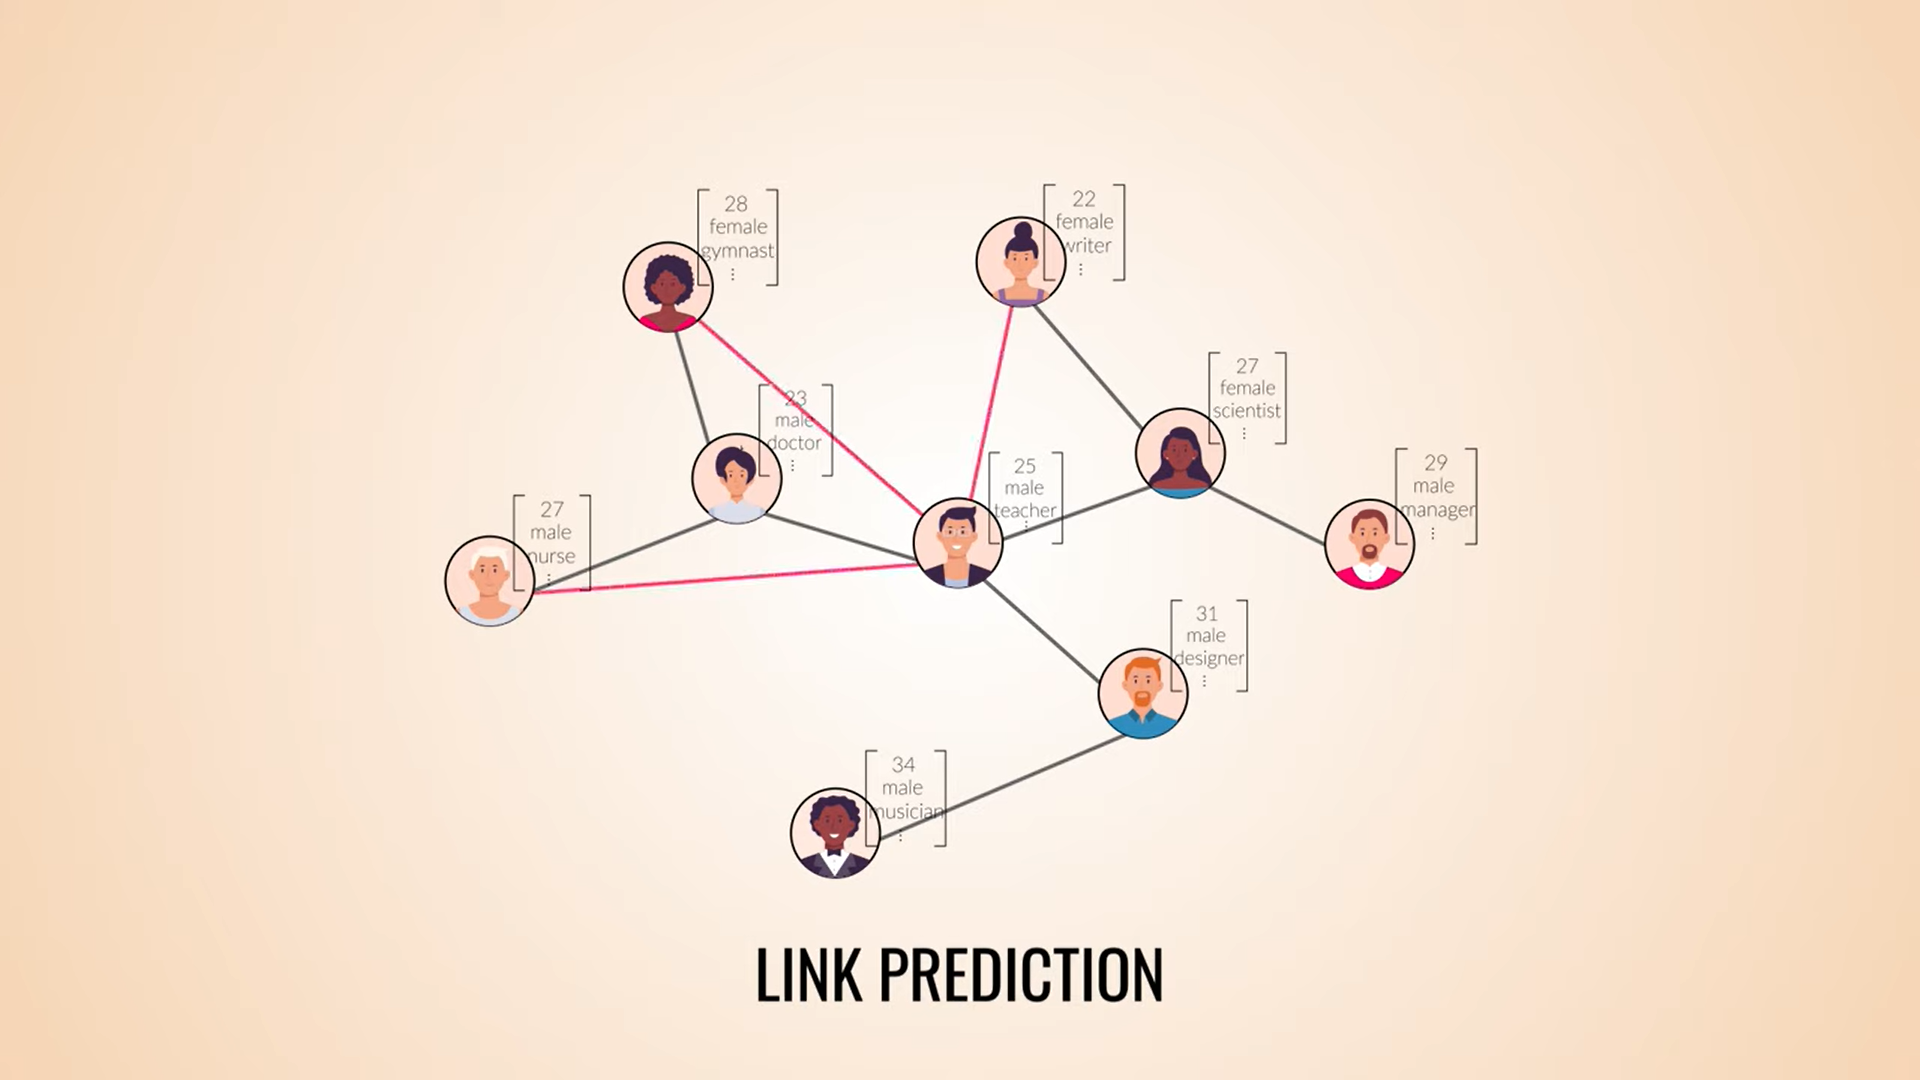 28
female
gymnast
⋮
22
female
writer
⋮
27
female
scientist
⋮
23
male
doctor
⋮
25
male
teacher
⋮
29
male
manager
⋮
27
male
nurse
⋮
31
male
designer
⋮
34
male
musician
⋮
LINK PREDICTION